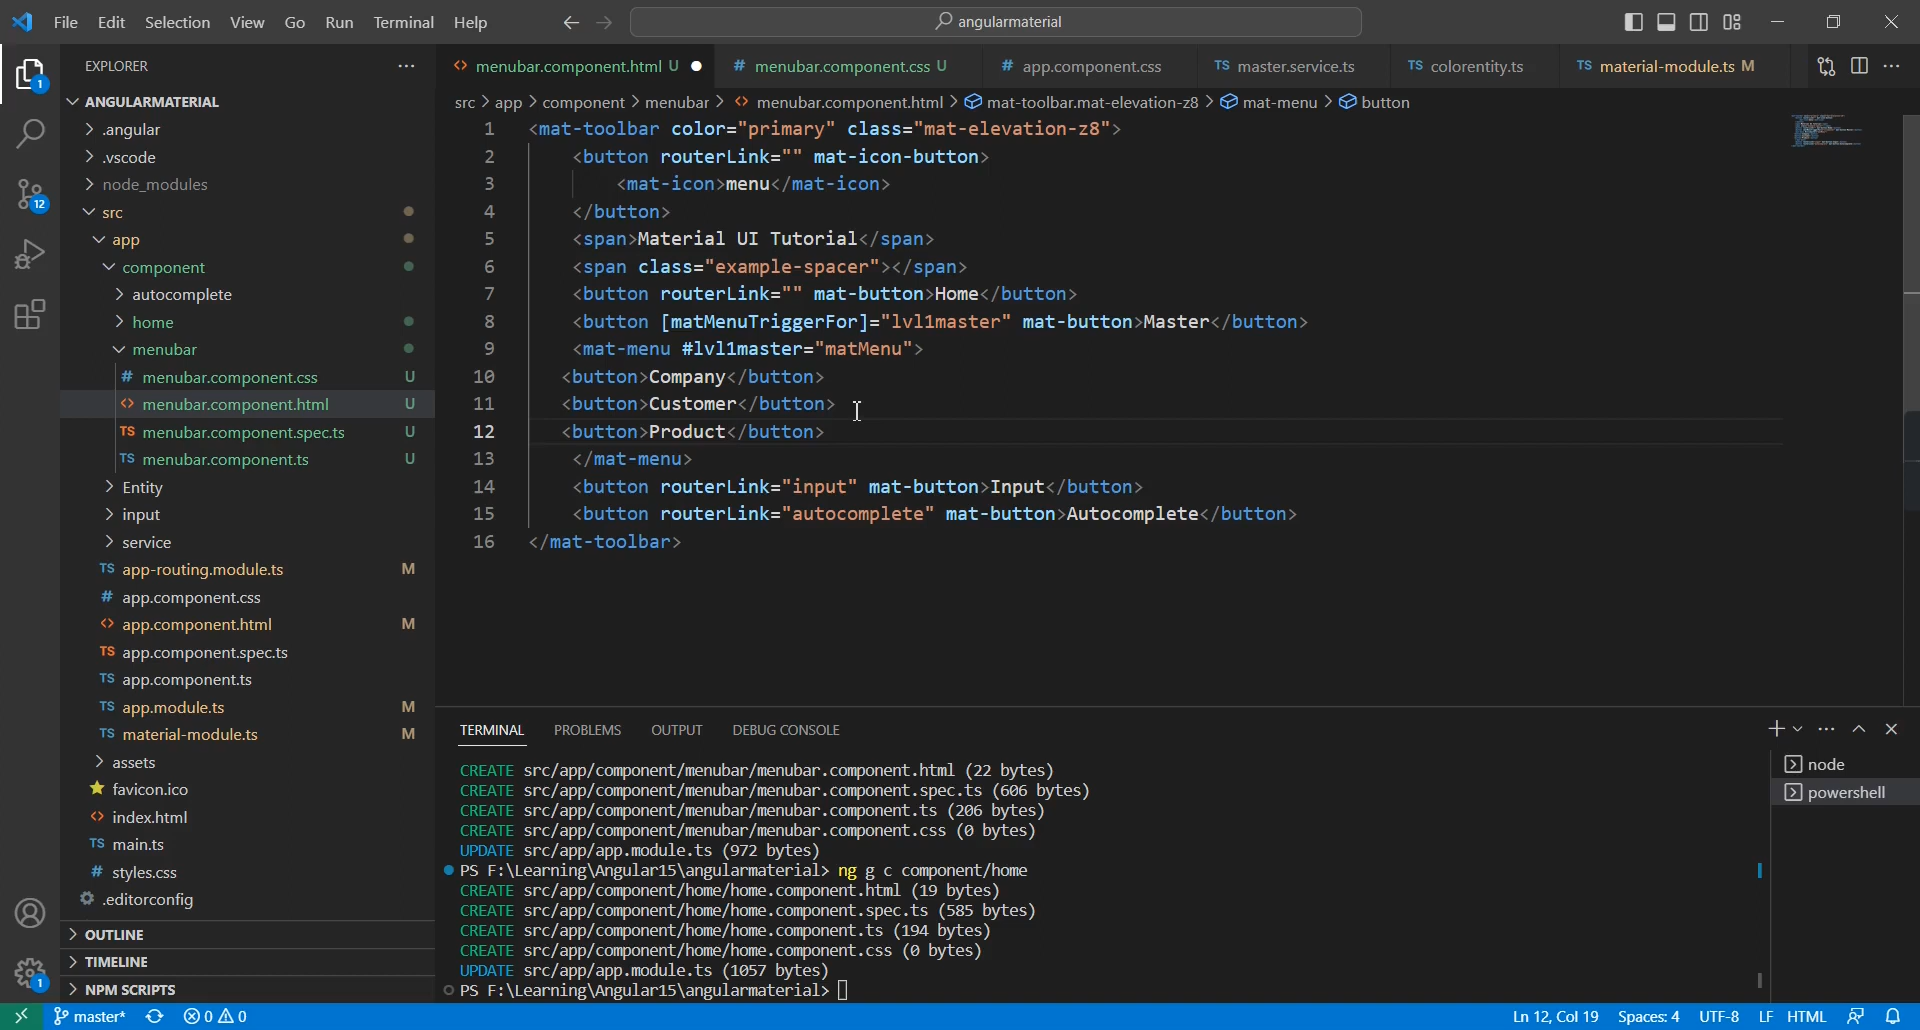 File Edit Selection View Go Run Terminal Help angularmaterial
EXPLORER
menubar.component.html U menubar.component.css U app.component.css TS master.service.ts TS colorentity.ts TS material-module.ts M
src > app > component > menubar > menubar.component.html > mat-toolbar.mat-elevation-z8 > mat-menu > button
ANGULARMATERIAL
.angular
.vscode
node_modules
src
app
component
autocomplete
home
menubar
# menubar.component.css U
<> menubar.component.html U
TS menubar.component.spec.ts U
TS menubar.component.ts U
Entity
input
service
TS app-routing.module.ts M
# app.component.css
<> app.component.html M
TS app.component.spec.ts
TS app.component.ts
TS app.module.ts M
TS material-module.ts M
assets
favicon.ico
<> index.html
TS main.ts
# styles.css
.editorconfig
OUTLINE
TIMELINE
NPM SCRIPTS
1
12
1
1 <mat-toolbar color="primary" class="mat-elevation-z8">
2 <button routerLink="" mat-icon-button>
3 <mat-icon>menu</mat-icon>
4 </button>
5 <span>Material UI Tutorial</span>
6 <span class="example-spacer"></span>
7 <button routerLink="" mat-button>Home</button>
8 <button [matMenuTriggerFor]="lvl1master" mat-button>Master</button>
9 <mat-menu #lvl1master="matMenu">
10 <button>Company</button>
11 <button>Customer</button>
12 <button>Product</button>
13 </mat-menu>
14 <button routerLink="input" mat-button>Input</button>
15 <button routerLink="autocomplete" mat-button>Autocomplete</button>
16 </mat-toolbar>
TERMINAL PROBLEMS OUTPUT DEBUG CONSOLE
CREATE src/app/component/menubar/menubar.component.html (22 bytes)
CREATE src/app/component/menubar/menubar.component.spec.ts (606 bytes)
CREATE src/app/component/menubar/menubar.component.ts (206 bytes)
CREATE src/app/component/menubar/menubar.component.css (0 bytes)
UPDATE src/app/app.module.ts (972 bytes)
PS F:\Learning\Angular15\angularmaterial> ng g c component/home
CREATE src/app/component/home/home.component.html (19 bytes)
CREATE src/app/component/home/home.component.spec.ts (585 bytes)
CREATE src/app/component/home/home.component.ts (194 bytes)
CREATE src/app/component/home/home.component.css (0 bytes)
UPDATE src/app/app.module.ts (1057 bytes)
PS F:\Learning\Angular15\angularmaterial>
node
powershell
master* 0 0 Ln 12, Col 19 Spaces: 4 UTF-8 LF HTML